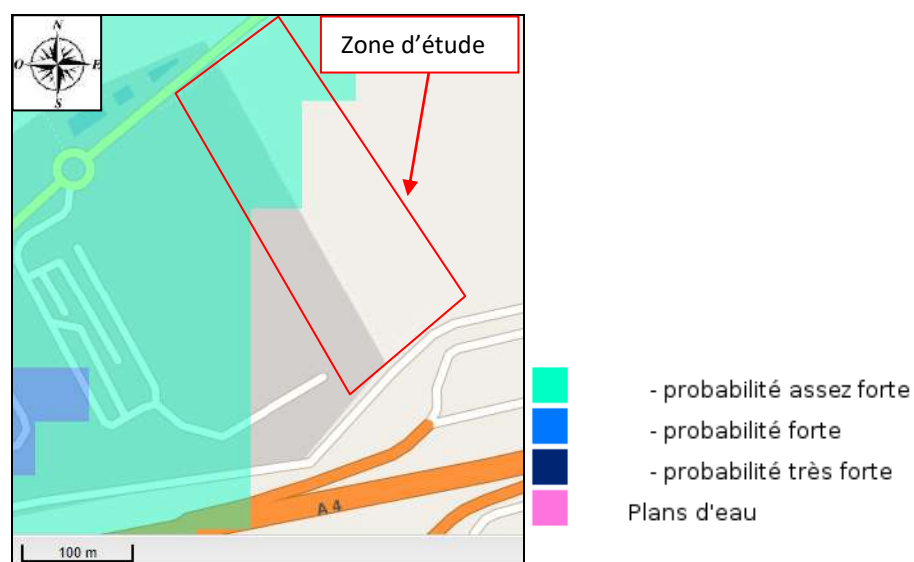 N
O
E
S
Zone d'étude
A 4
100 m
- probabilité assez forte
- probabilité forte
- probabilité très forte
Plans d'eau